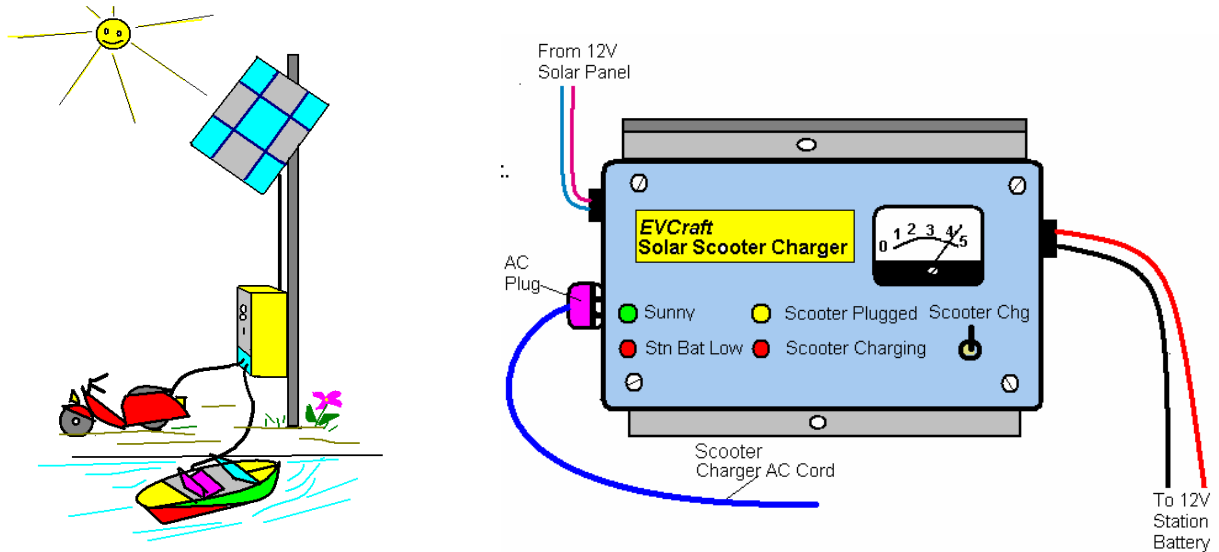 From 12V
Solar Panel
EVCraft
Solar Scooter Charger
0 1 2 3 4 5
AC
Plug
Sunny
Scooter Plugged
Scooter Chg
Stn Bat Low
Scooter Charging
Scooter
Charger AC Cord
To 12V
Station
Battery